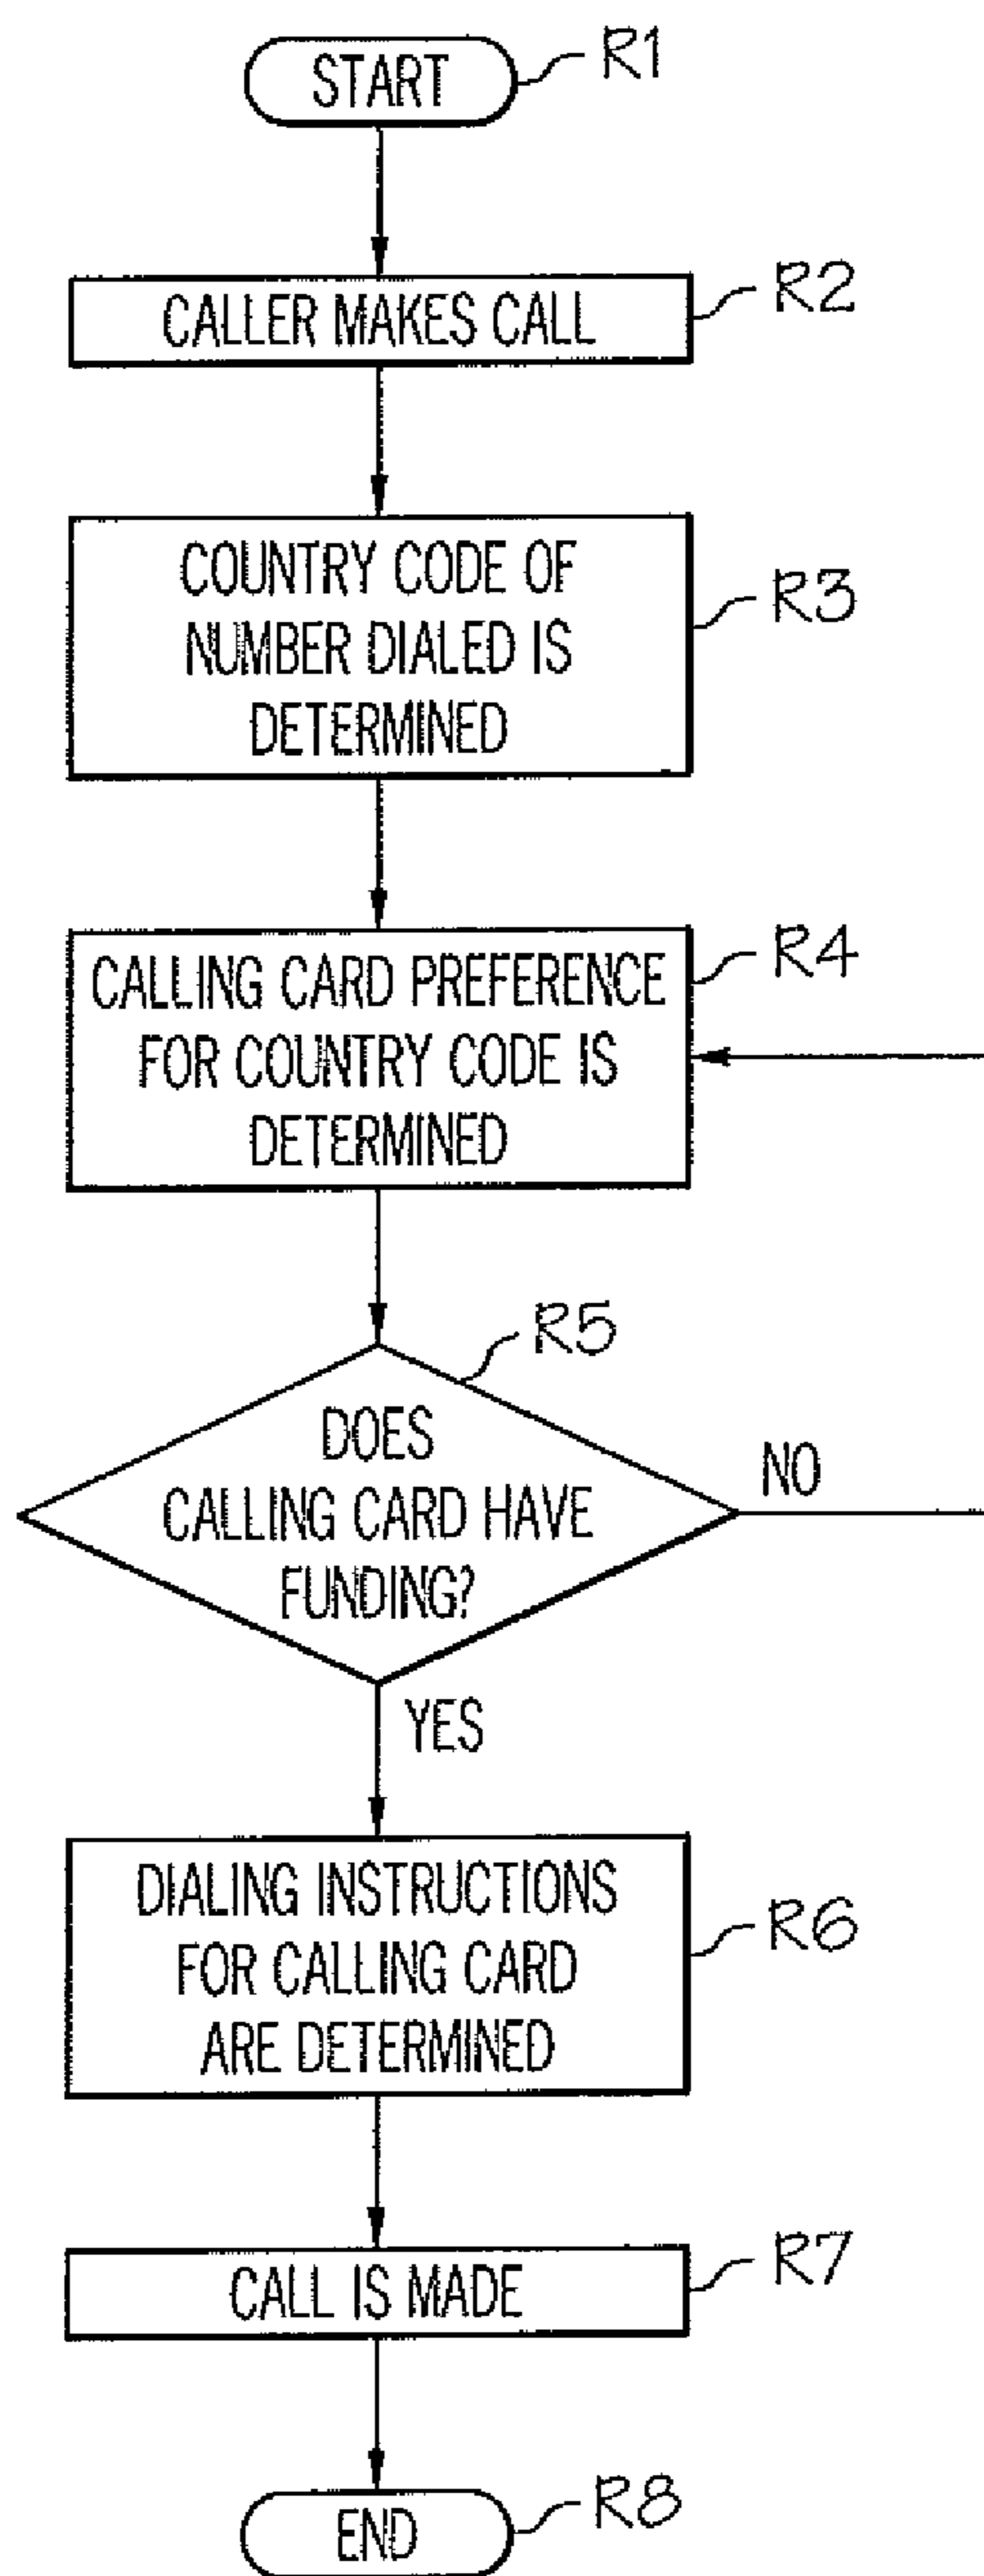 START
R1
CALLER MAKES CALL
R2
COUNTRY CODE OF
NUMBER DIALED IS
DETERMINED
R3
CALLING CARD PREFERENCE
FOR COUNTRY CODE IS
DETERMINED
R4
R5
DOES
CALLING CARD HAVE
FUNDING?
NO
YES
DIALING INSTRUCTIONS
FOR CALLING CARD
ARE DETERMINED
R6
CALL IS MADE
R7
END
R8